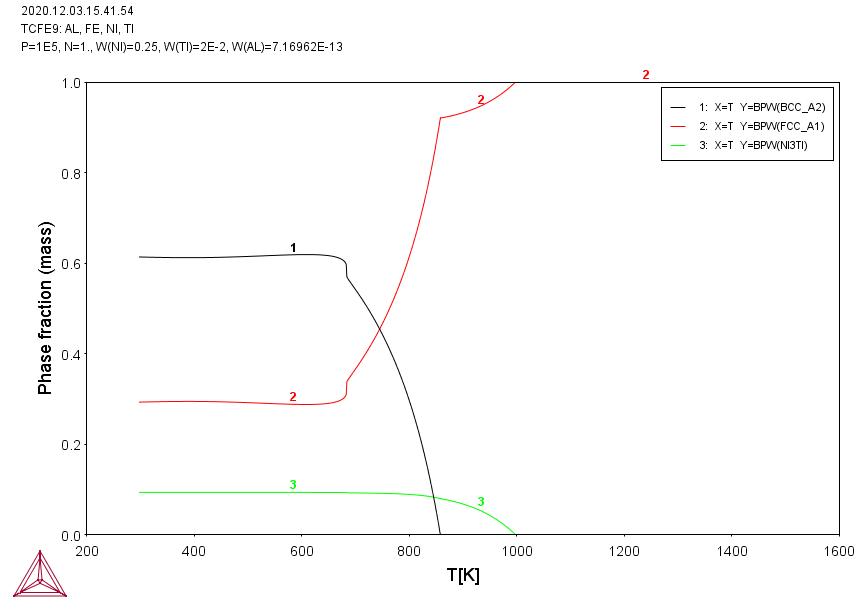 2020.12.03.15.41.54
TCFE9: AL, FE, NI, TI
P=1E5, N=1., W(NI)=0.25, W(TI)=2E-2, W(AL)=7.16962E-13
2
1.0
2
1: X=T Y=BPW(BCC_A2)
2: X=T Y=BPW(FCC_A1)
3: X=T Y=BPW(NI3TI)
0.8
Phase fraction (mass)
1
0.6
0.4
2
0.2
3
3
0.0
200 400 600 800 1000 1200 1400 1600
T[K]